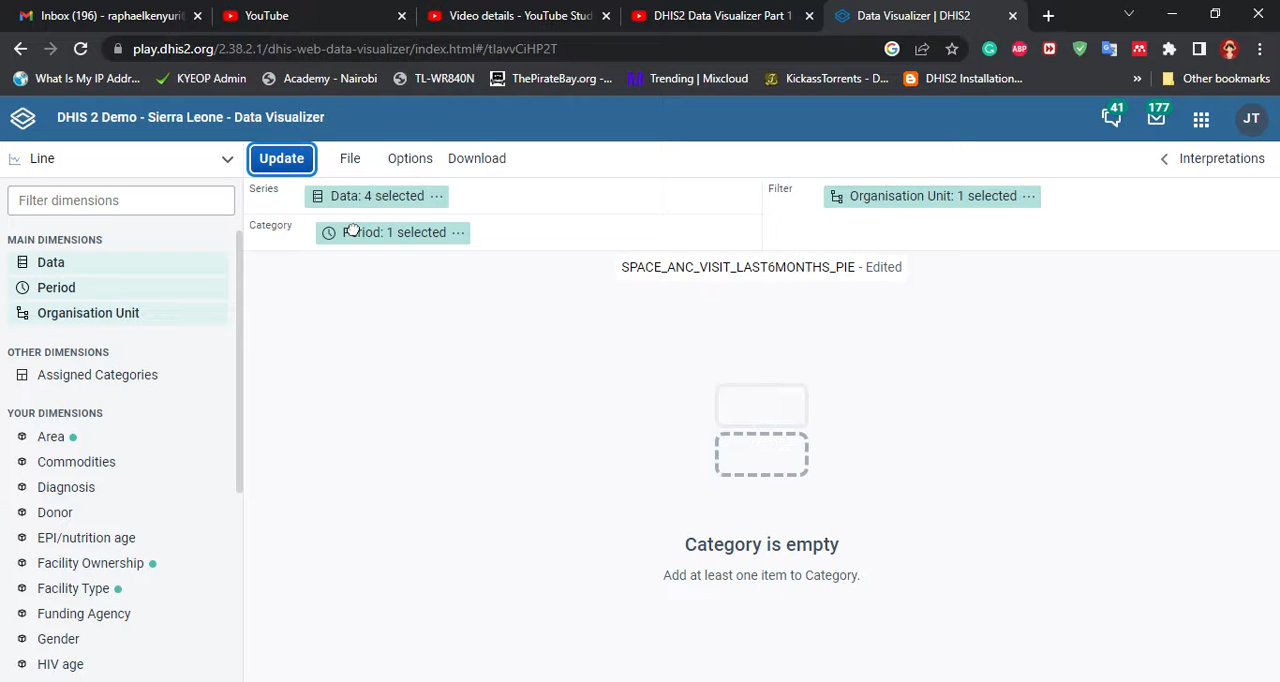 Inbox (196) - raphaelkenyuri@
YouTube
Video details - YouTube Stud
DHIS2 Data Visualizer Part 1
Data Visualizer | DHIS2
play.dhis2.org/2.38.2.1/dhis-web-data-visualizer/index.html#/tIavvCiHP2T
What Is My IP Addr...
KYEOP Admin
Academy - Nairobi
TL-WR840N
ThePirateBay.org -...
Trending | Mixcloud
KickassTorrents - D...
DHIS2 Installation...
»
Other bookmarks
DHIS 2 Demo - Sierra Leone - Data Visualizer
41
177
JT
Line
Update
File
Options
Download
Interpretations
Filter dimensions
Series
Data: 4 selected ...
Filter
Organisation Unit: 1 selected ...
Category
Period: 1 selected ...
MAIN DIMENSIONS
Data
Period
Organisation Unit
OTHER DIMENSIONS
Assigned Categories
YOUR DIMENSIONS
Area
Commodities
Diagnosis
Donor
EPI/nutrition age
Facility Ownership
Facility Type
Funding Agency
Gender
HIV age
SPACE_ANC_VISIT_LAST6MONTHS_PIE - Edited
Category is empty
Add at least one item to Category.